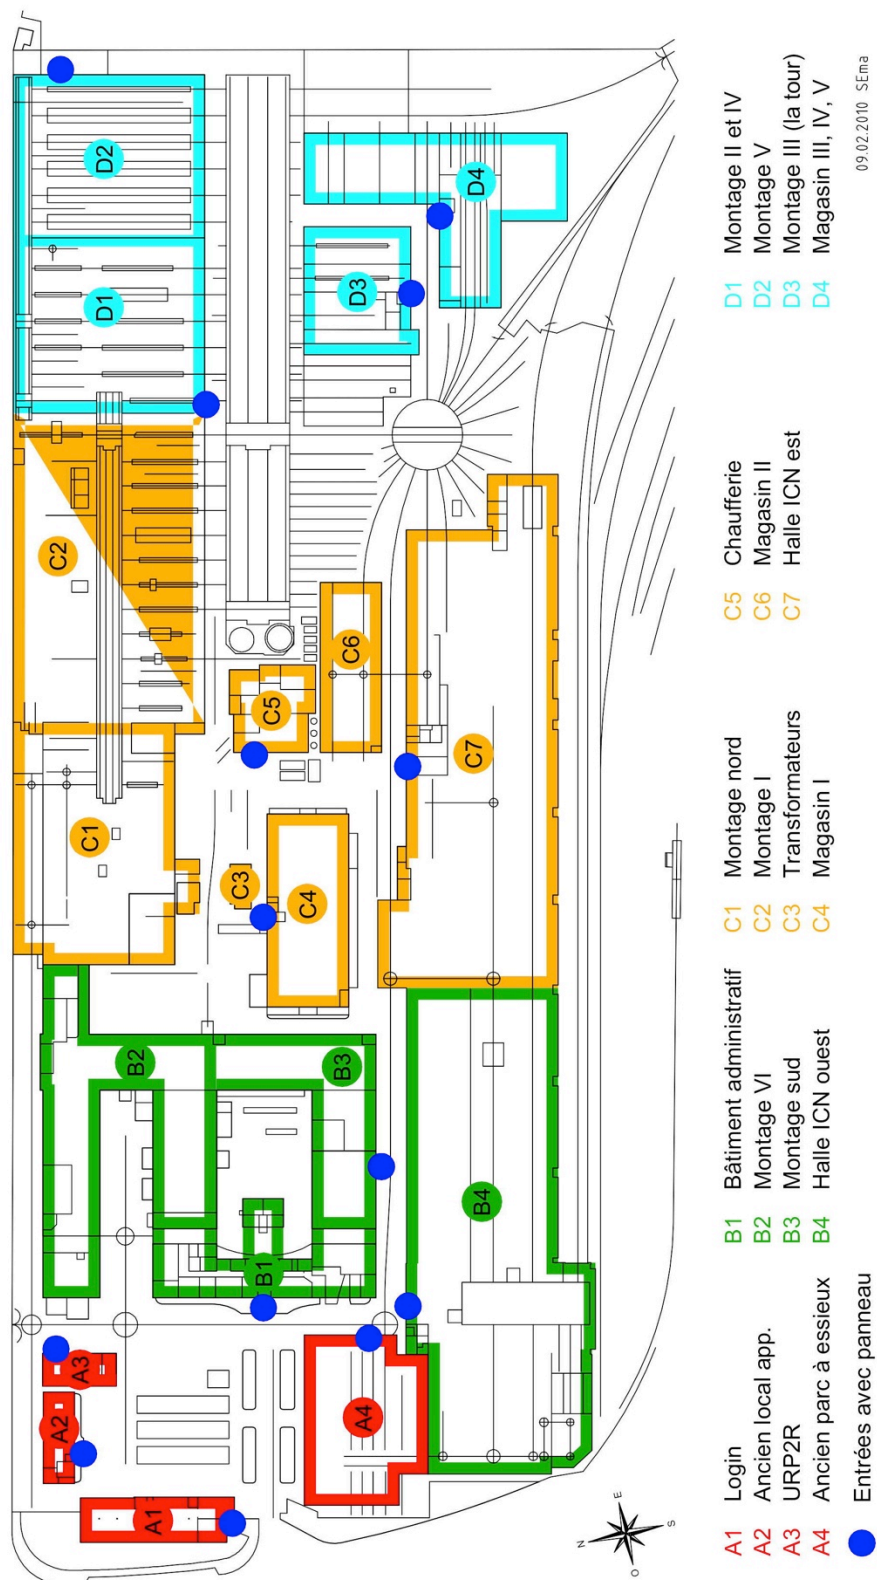 D2
D1
D3
D4
C2
C1
C5
C6
C3
C4
C7
B2
B3
B1
B4
A3
A2
A1
A4
N
E
S
O
A1 Login
A2 Ancien local app.
A3 URP2R
A4 Ancien parc à essieux
Entrées avec panneau
B1 Bâtiment administratif
B2 Montage VI
B3 Montage sud
B4 Halle ICN ouest
C1 Montage nord
C2 Montage I
C3 Transformateurs
C4 Magasin I
C5 Chaufferie
C6 Magasin II
C7 Halle ICN est
D1 Montage II et IV
D2 Montage V
D3 Montage III (la tour)
D4 Magasin III, IV, V
09.02.2010 SEma